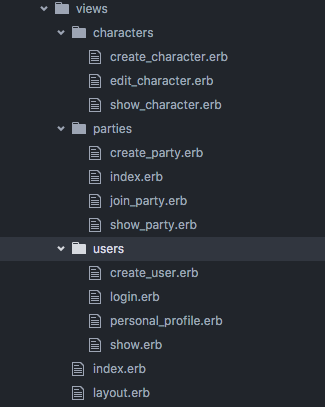 views
characters
create_character.erb
edit_character.erb
show_character.erb
parties
create_party.erb
index.erb
join_party.erb
show_party.erb
users
create_user.erb
login.erb
personal_profile.erb
show.erb
index.erb
layout.erb